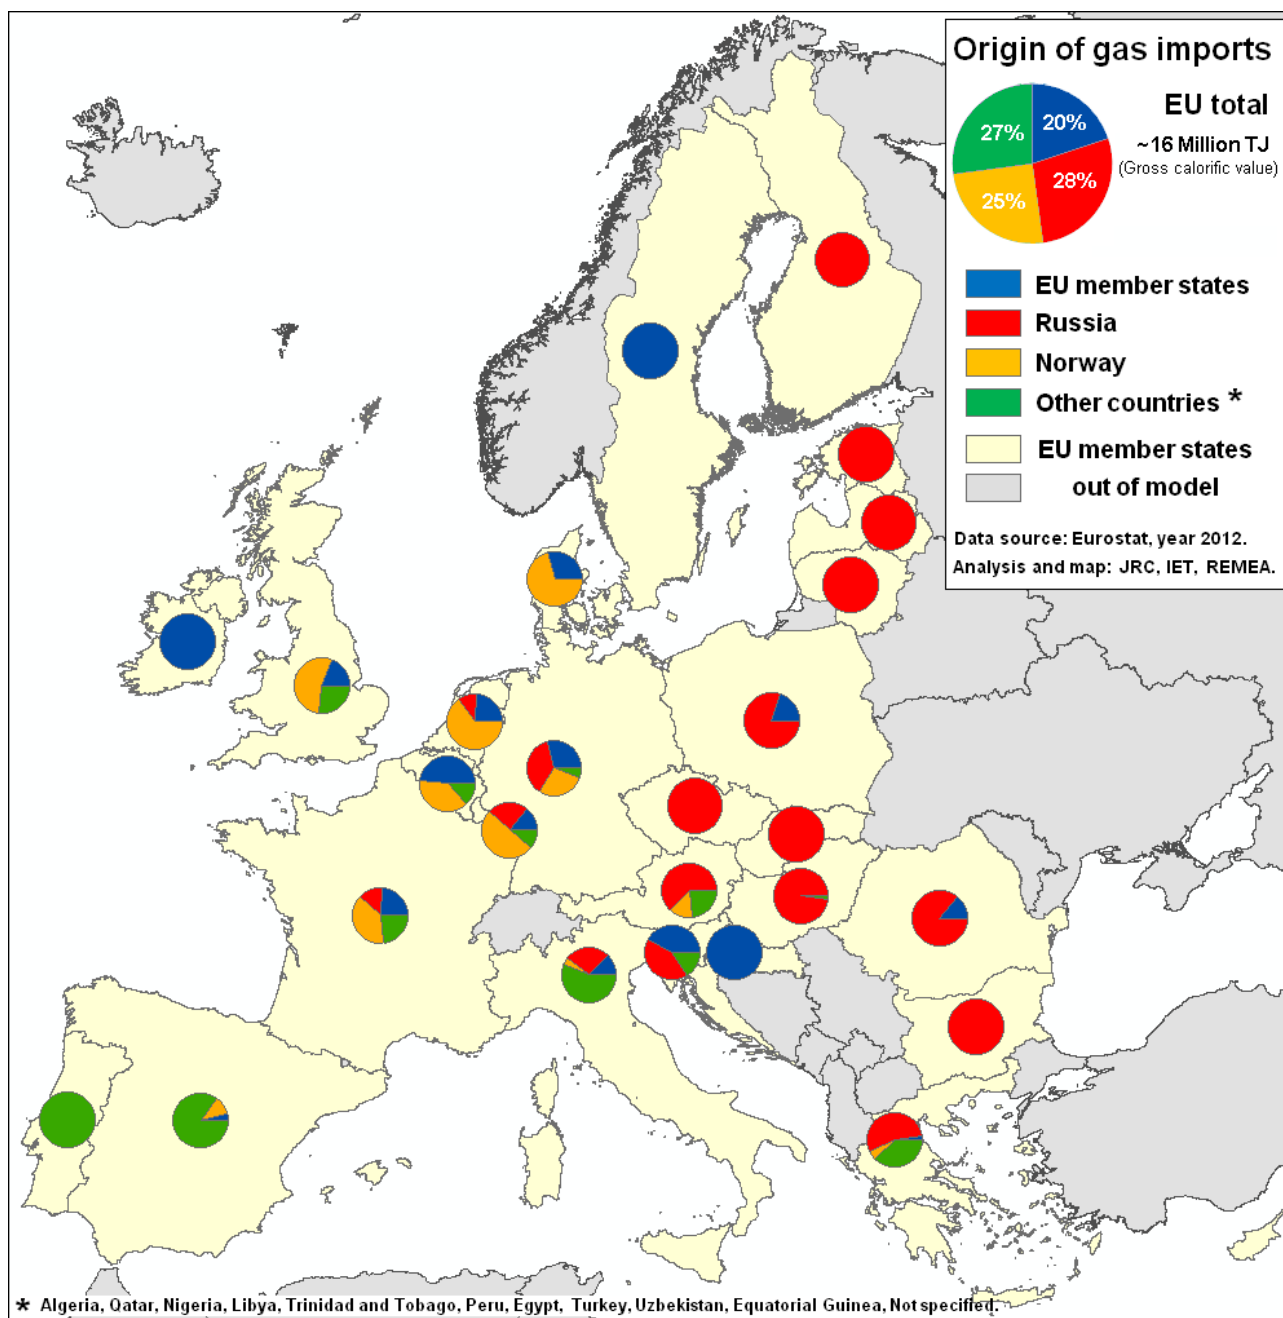 Origin of gas imports
EU total
~16 Million TJ
(Gross calorific value)
27%
20%
25%
28%
EU member states
Russia
Norway
Other countries *
EU member states
out of model
Data source: Eurostat, year 2012.
Analysis and map: JRC, IET, REMEA.
* Algeria, Qatar, Nigeria, Libya, Trinidad and Tobago, Peru, Egypt, Turkey, Uzbekistan, Equatorial Guinea, Not specified.